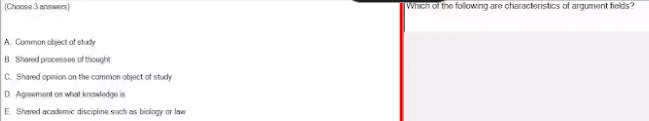 (Choose 3 answers)
A. Common object of study
B. Shared processes of thought
C. Shared opinion on the common object of study
D. Agreement on what knowledge is
E. Shared academic discipline such as biology or law
Which of the following are characteristics of argument fields?